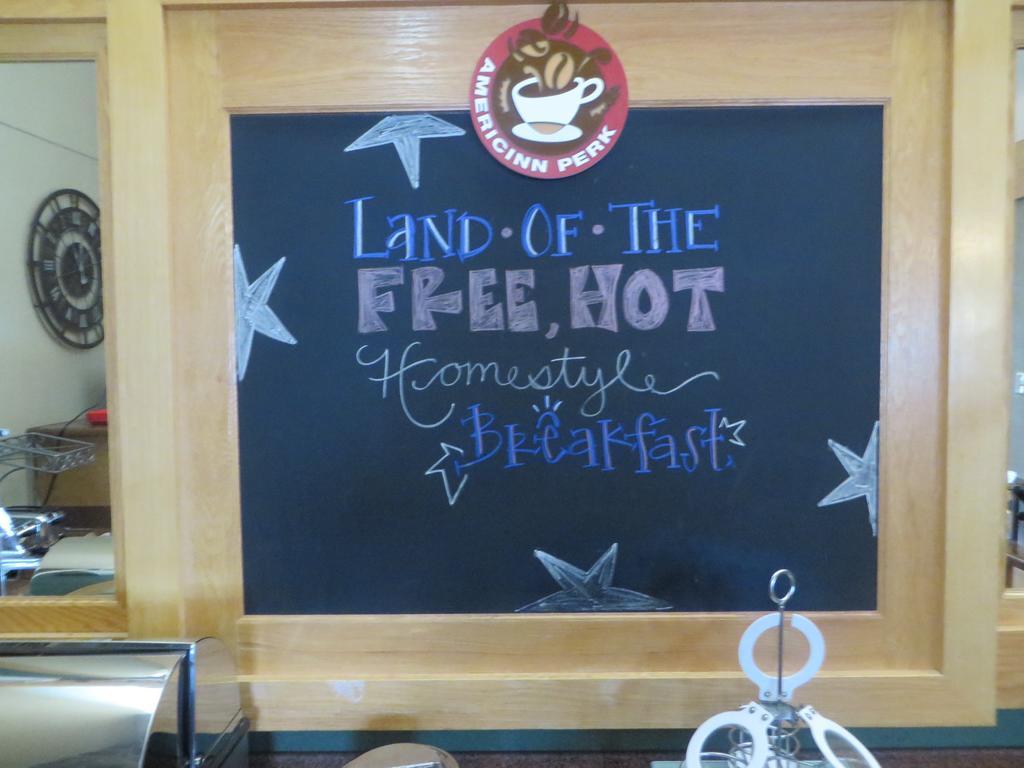 AMERICINN PERK
LAND · OF · THE
FREE, HOT
Homestyle
BREAKfast